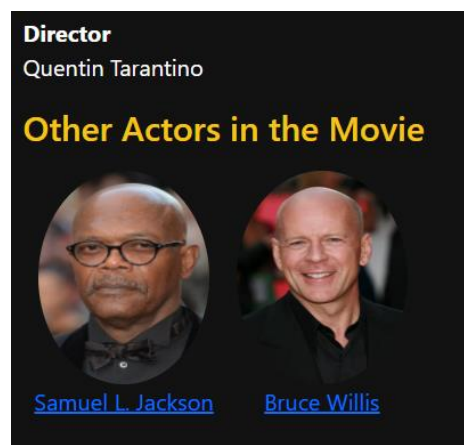 Director
Quentin Tarantino
Other Actors in the Movie
Samuel L. Jackson Bruce Willis